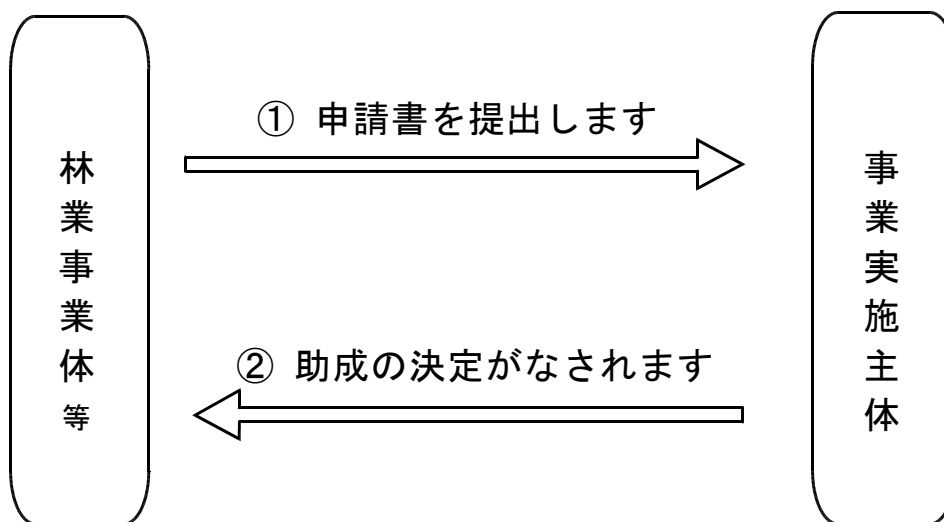 林業事業体等
① 申請書を提出します
② 助成の決定がなされます
事業実施主体